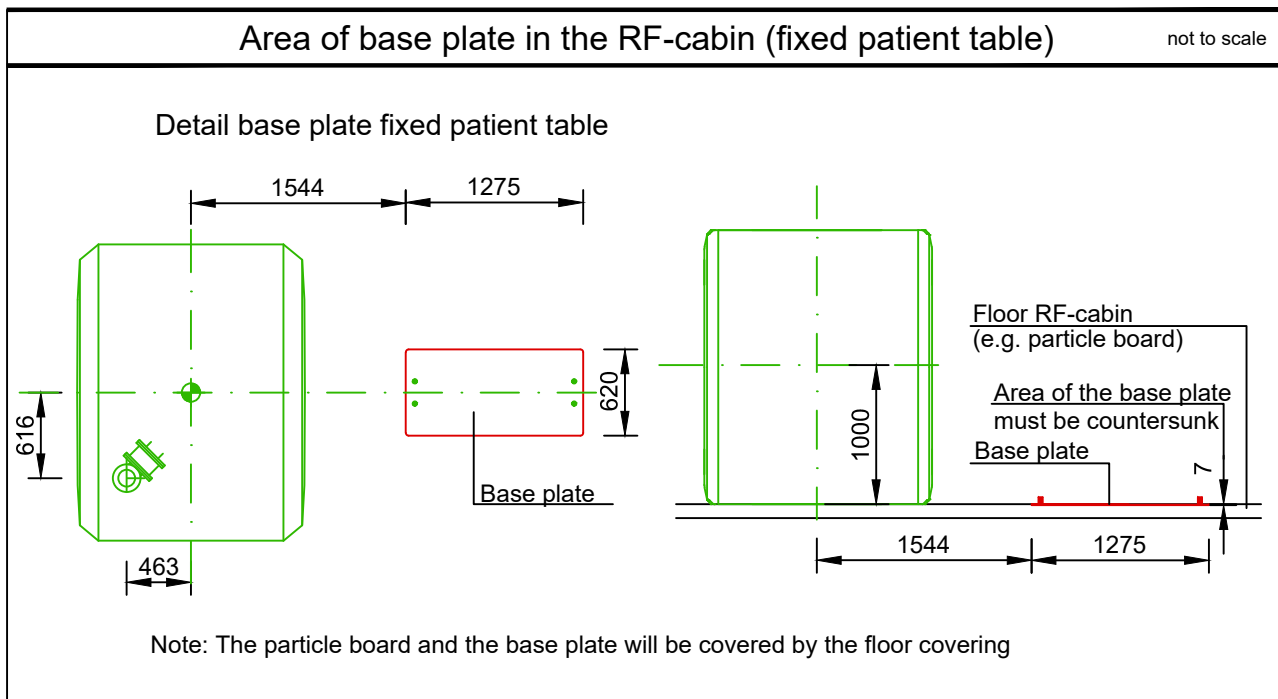 Area of base plate in the RF-cabin (fixed patient table)
not to scale
Detail base plate fixed patient table
1544
1275
616
463
620
Base plate
1000
Floor RF-cabin
(e.g. particle board)
Area of the base plate
must be countersunk
Base plate
7
1544
1275
Note: The particle board and the base plate will be covered by the floor covering